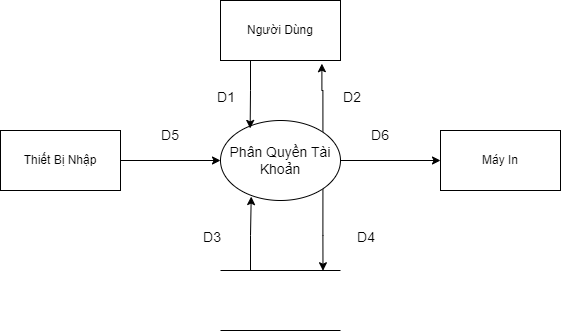 Người Dùng
D1
D2
D5
D6
Thiết Bị Nhập
Phân Quyền Tài
Khoản
Máy In
D3
D4